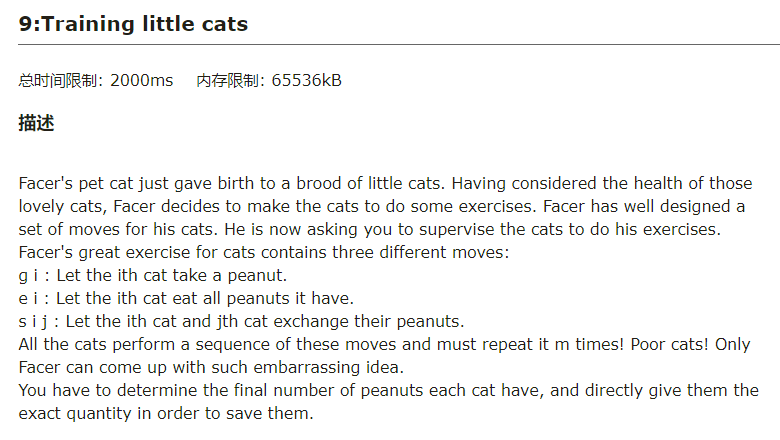 9:Training little cats
总时间限制: 2000ms 内存限制: 65536kB
描述
Facer's pet cat just gave birth to a brood of little cats. Having considered the health of those
lovely cats, Facer decides to make the cats to do some exercises. Facer has well designed a
set of moves for his cats. He is now asking you to supervise the cats to do his exercises.
Facer's great exercise for cats contains three different moves:
g i : Let the ith cat take a peanut.
e i : Let the ith cat eat all peanuts it have.
s i j : Let the ith cat and jth cat exchange their peanuts.
All the cats perform a sequence of these moves and must repeat it m times! Poor cats! Only
Facer can come up with such embarrassing idea.
You have to determine the final number of peanuts each cat have, and directly give them the
exact quantity in order to save them.